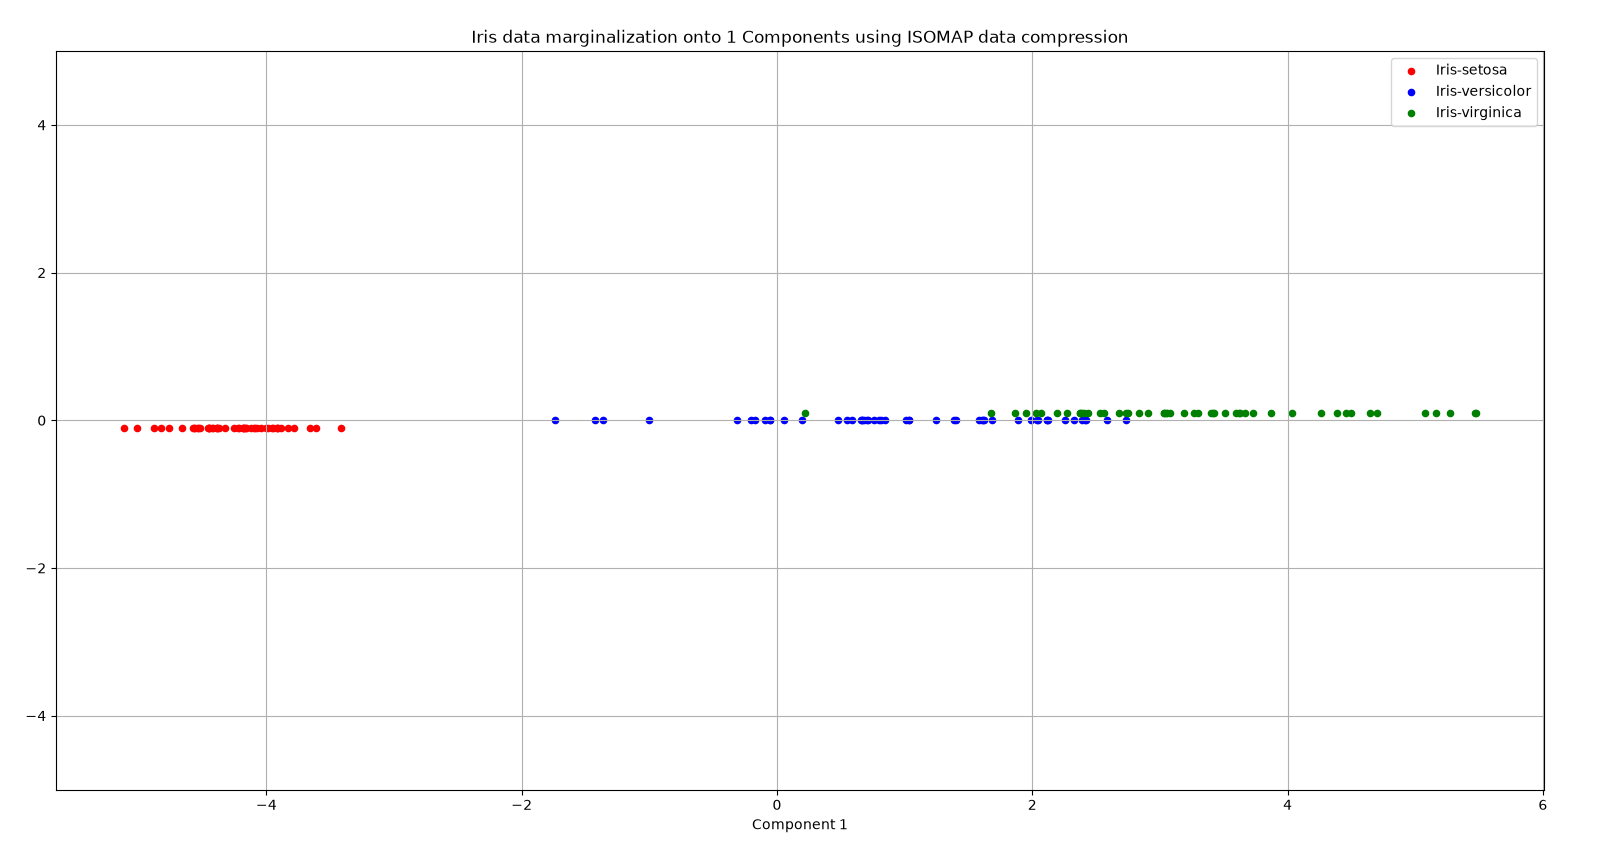 Iris data marginalization onto 1 Components using ISOMAP data compression
Iris-setosa
Iris-versicolor
Iris-virginica
4
2
0
−2
−4
−4
−2
0
2
4
6
Component 1